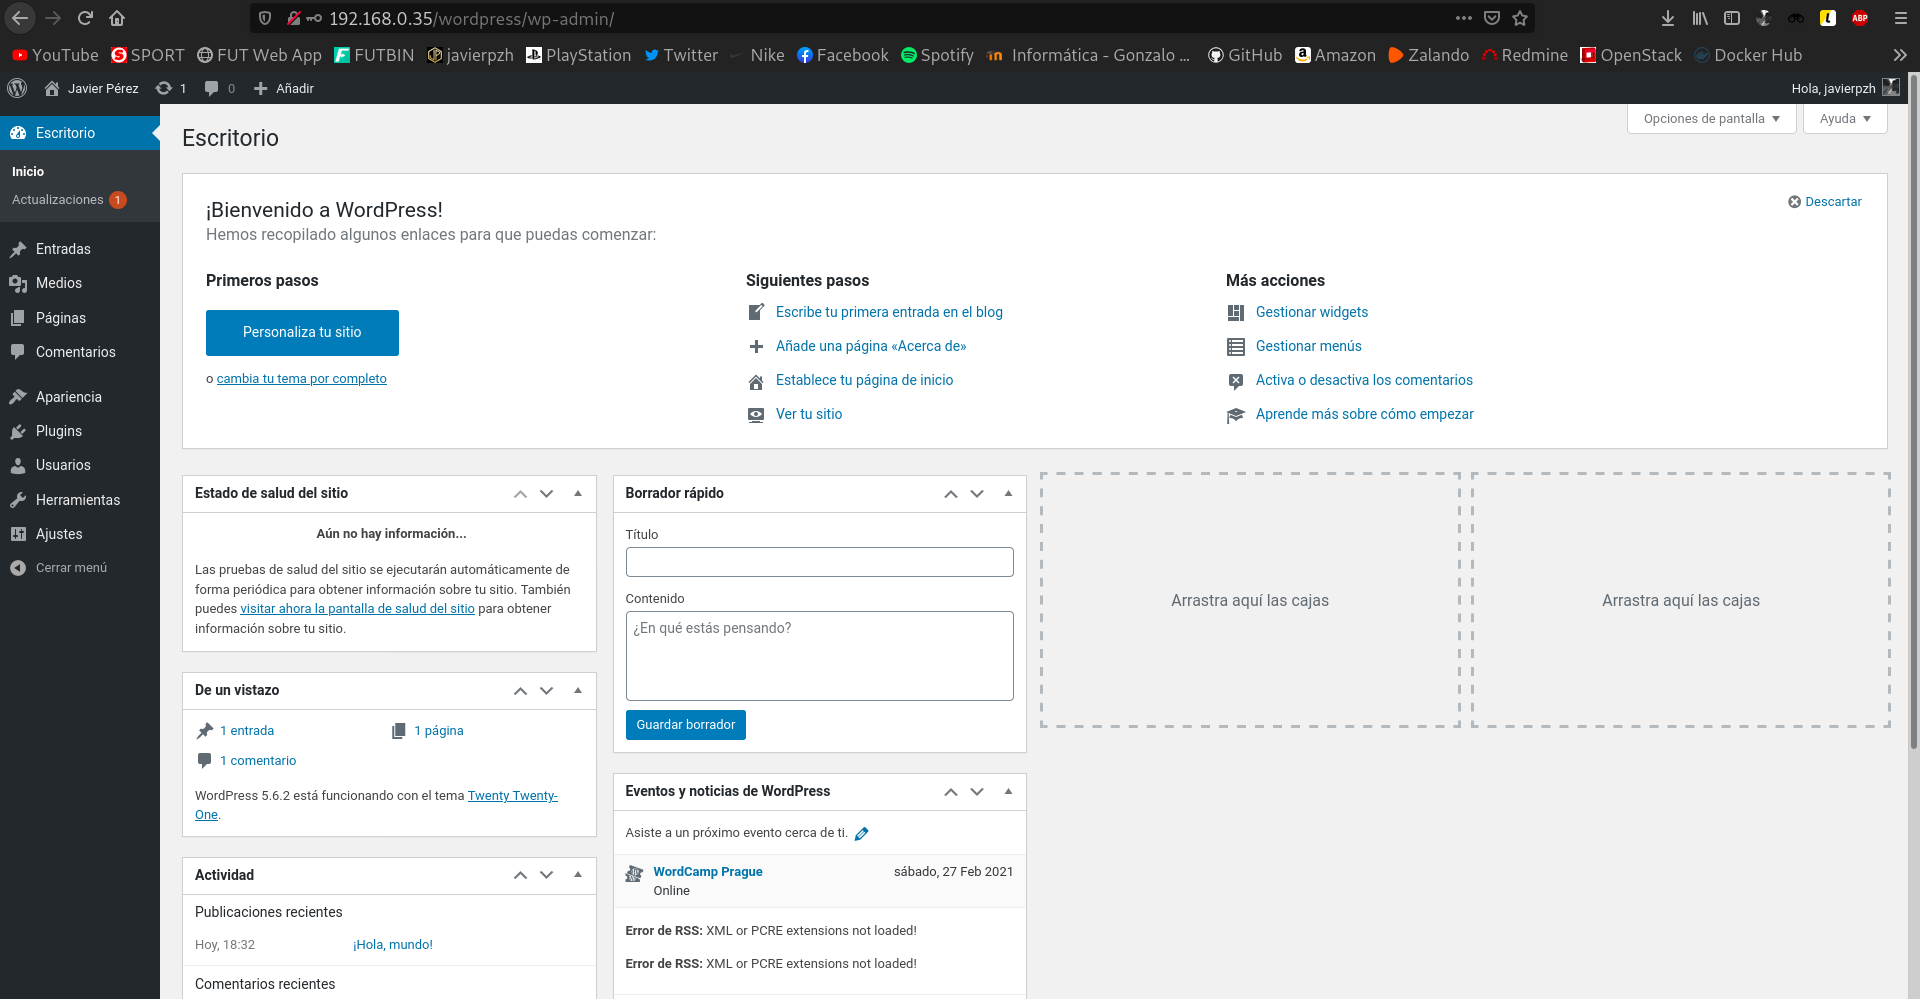 192.168.0.35/wordpress/wp-admin/
YouTube SPORT FUT Web App FUTBIN javierpzh PlayStation Twitter Nike Facebook Spotify Informática - Gonzalo ... GitHub Amazon Zalando Redmine OpenStack Docker Hub
Javier Pérez 1 0 Añadir Hola, javierpzh
Escritorio
Inicio
Actualizaciones 1
Entradas
Medios
Páginas
Comentarios
Apariencia
Plugins
Usuarios
Herramientas
Ajustes
Cerrar menú
Opciones de pantalla Ayuda
Escritorio
¡Bienvenido a WordPress!
Descartar
Hemos recopilado algunos enlaces para que puedas comenzar:
Primeros pasos
Personaliza tu sitio
o cambia tu tema por completo
Siguientes pasos
Escribe tu primera entrada en el blog
Añade una página «Acerca de»
Establece tu página de inicio
Ver tu sitio
Más acciones
Gestionar widgets
Gestionar menús
Activa o desactiva los comentarios
Aprende más sobre cómo empezar
Estado de salud del sitio
Aún no hay información...
Las pruebas de salud del sitio se ejecutarán automáticamente de
forma periódica para obtener información sobre tu sitio. También
puedes visitar ahora la pantalla de salud del sitio para obtener
información sobre tu sitio.
De un vistazo
1 entrada 1 página
1 comentario
WordPress 5.6.2 está funcionando con el tema Twenty Twenty-
One.
Actividad
Publicaciones recientes
Hoy, 18:32 ¡Hola, mundo!
Comentarios recientes
Borrador rápido
Título
Contenido
¿En qué estás pensando?
Guardar borrador
Eventos y noticias de WordPress
Asiste a un próximo evento cerca de ti.
WordCamp Prague sábado, 27 Feb 2021
Online
Error de RSS: XML or PCRE extensions not loaded!
Error de RSS: XML or PCRE extensions not loaded!
Arrastra aquí las cajas
Arrastra aquí las cajas
ABP